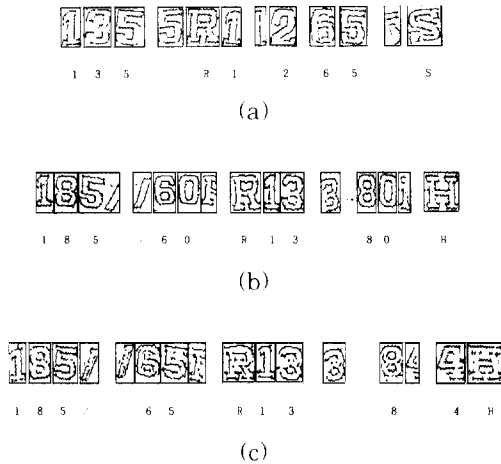 135 5R1 12 65 S
1 3 5 R 1 2 6 5 S
(a)
185/ /60 R13 3 80 H
1 8 5 . 6 0 R 1 3 8 0 H
(b)
185/ /65 R13 3 84 4H
1 8 5 / 6 5 R 1 3 8 4 H
(c)